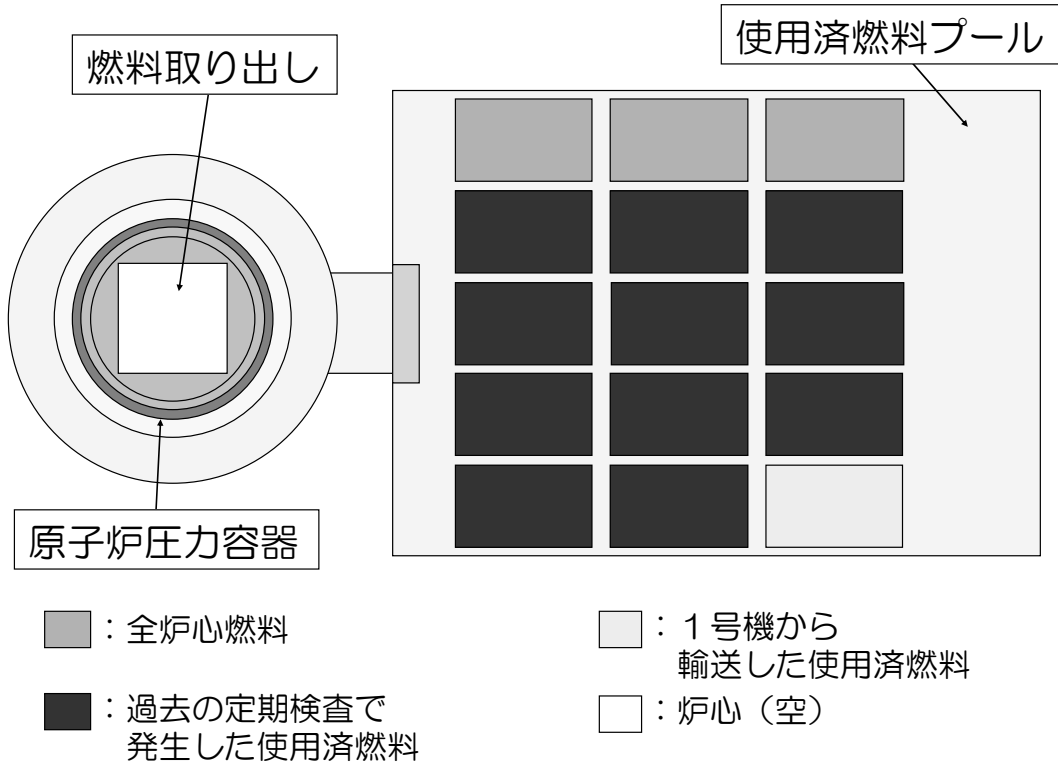 燃料取り出し
使用済燃料プール
原子炉圧力容器
：全炉心燃料
：過去の定期検査で
発生した使用済燃料
：１号機から
輸送した使用済燃料
：炉心（空）